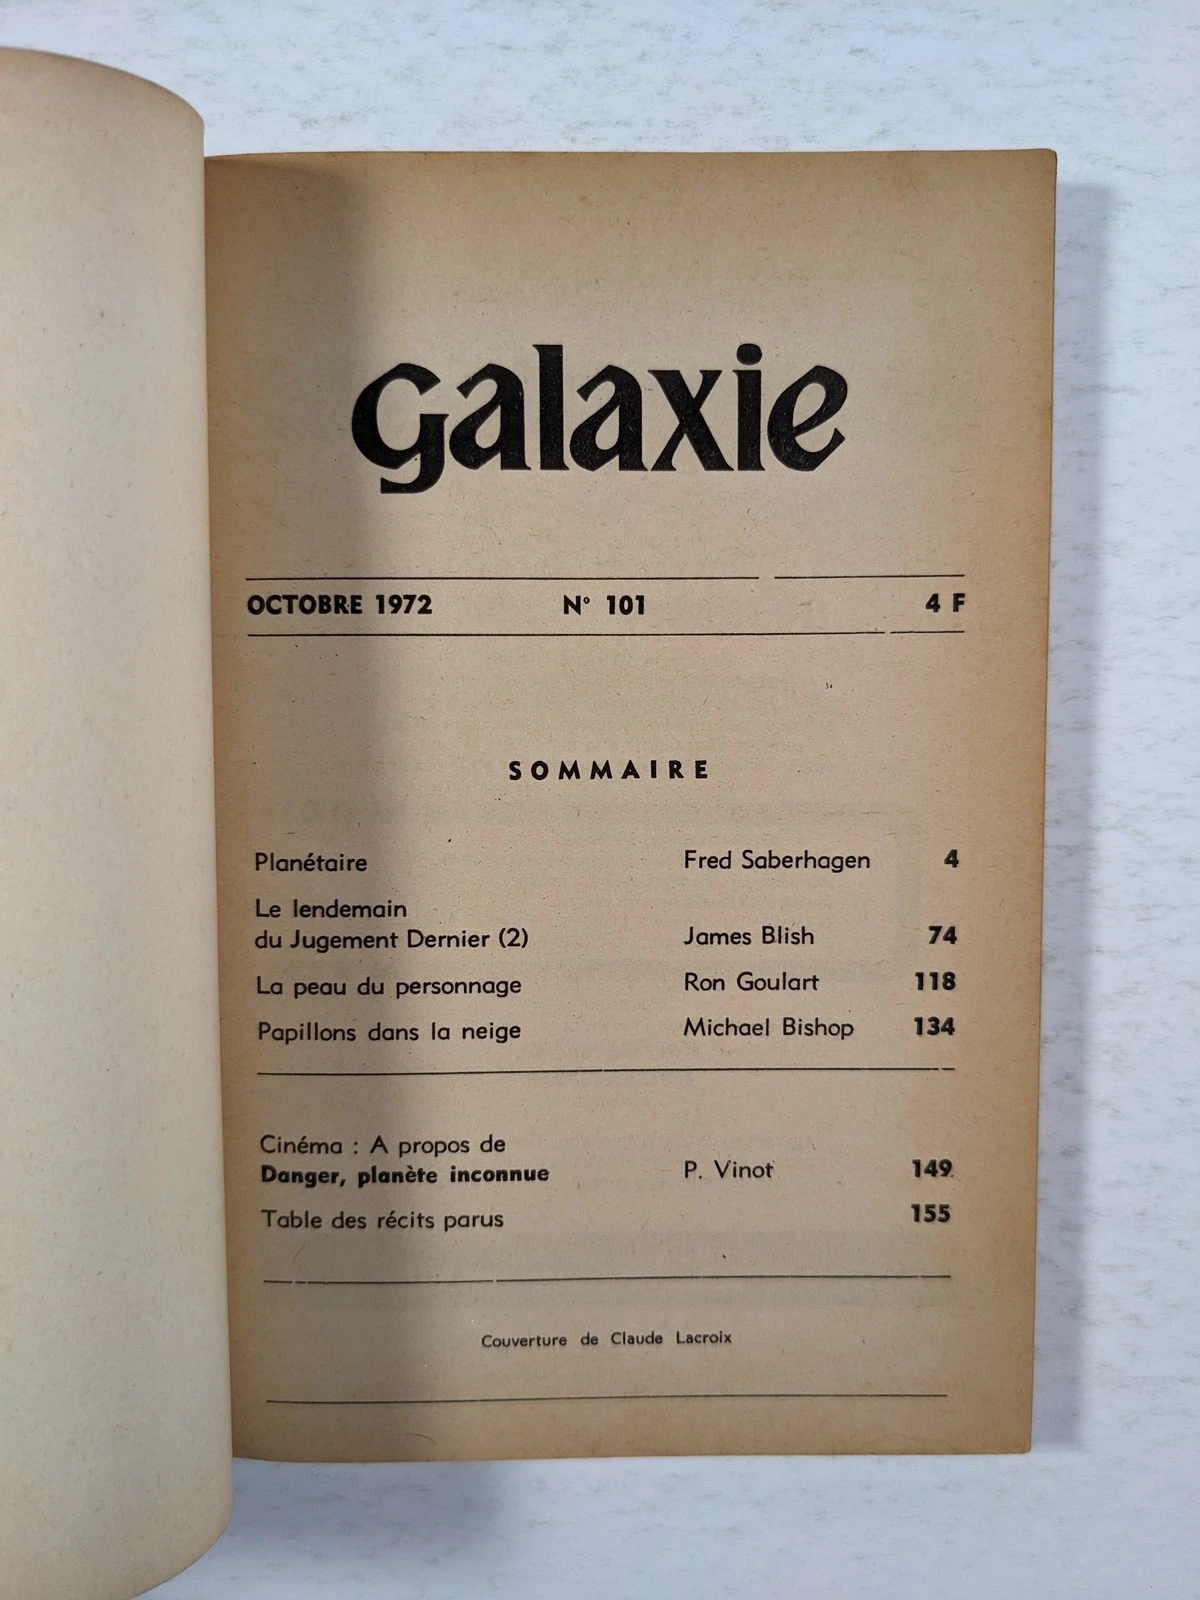 galaxie
OCTOBRE 1972 N° 101 4 F
SOMMAIRE
Planétaire Fred Saberhagen 4
Le lendemain
du Jugement Dernier (2) James Blish 74
La peau du personnage Ron Goulart 118
Papillons dans la neige Michael Bishop 134
Cinéma : A propos de
Danger, planète inconnue P. Vinot 149
Table des récits parus 155
Couverture de Claude Lacroix